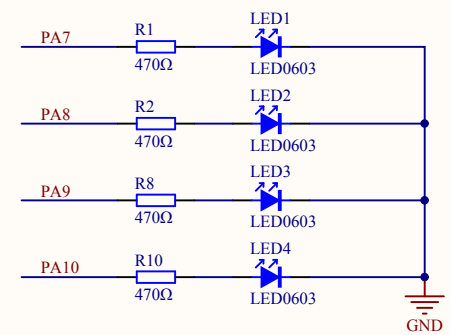 LED1
PA7
R1
470Ω
LED0603
LED2
PA8
R2
470Ω
LED0603
LED3
PA9
R8
470Ω
LED0603
LED4
PA10
R10
470Ω
LED0603
GND